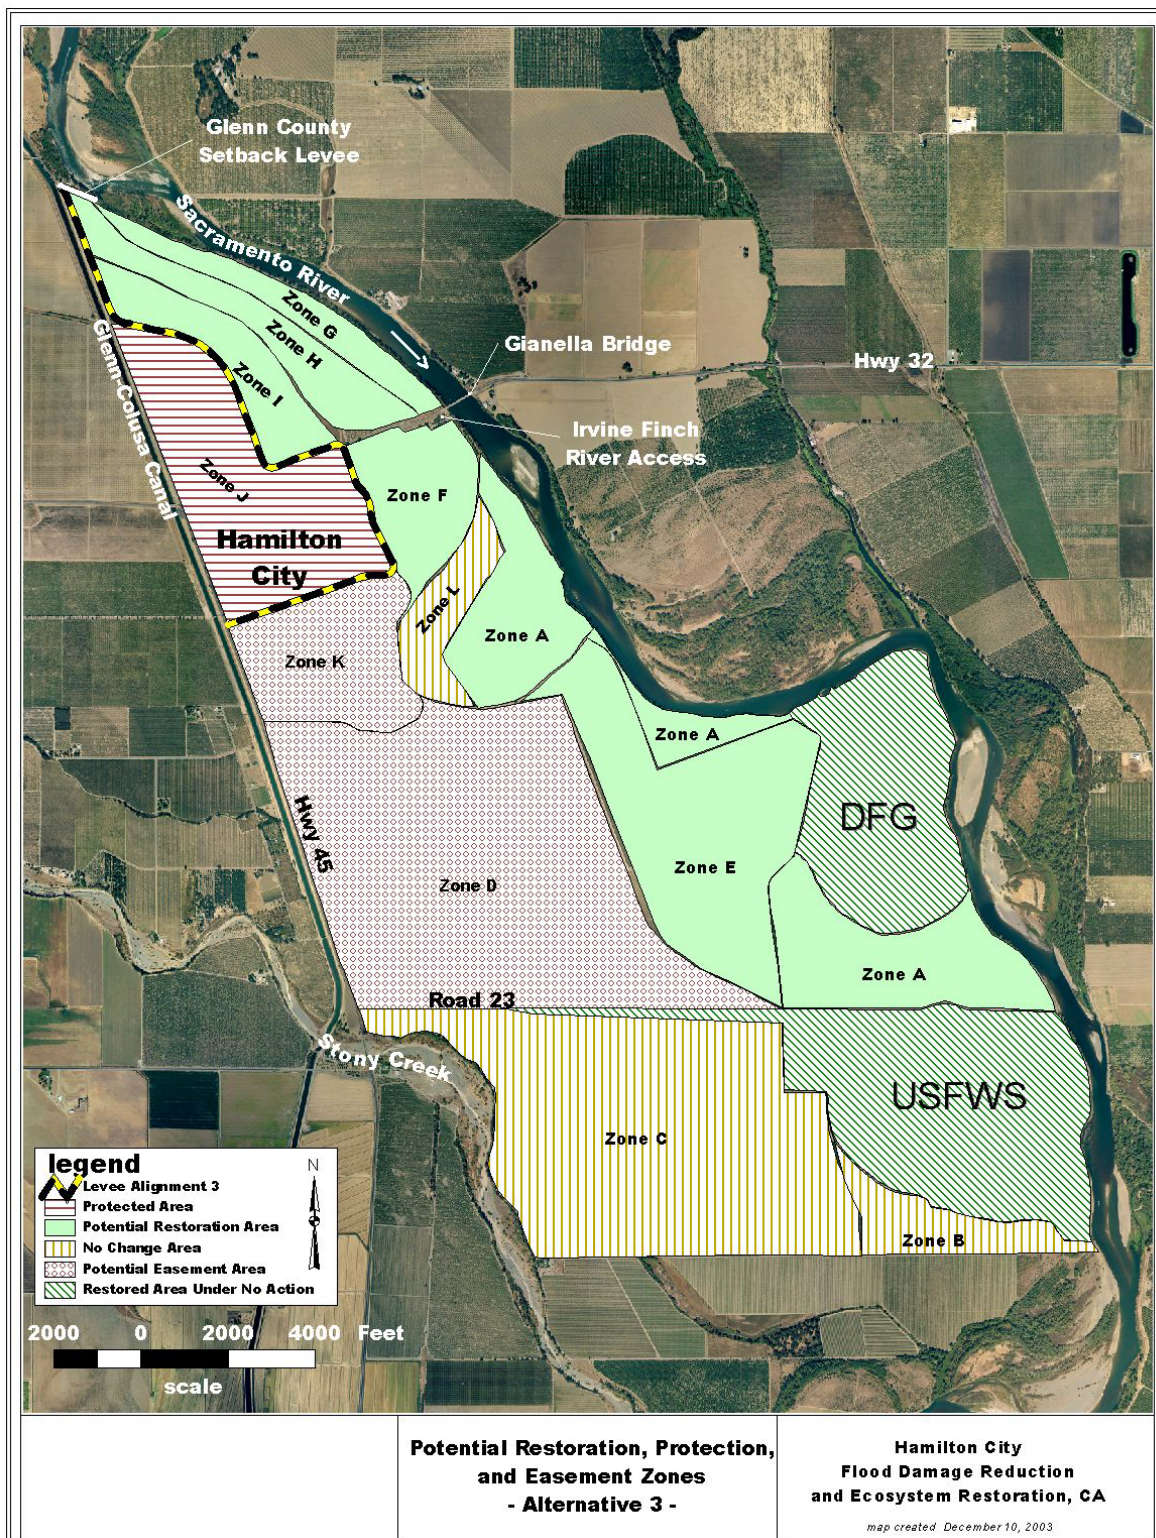 Glenn County
Setback Levee
Sacramento River
Zone G
Zone H
Zone I
Gianella Bridge
Hwy 32
Irvine Finch
River Access
Glenn-Colusa Canal
Zone J
Hamilton
City
Zone F
Zone L
Zone A
Zone K
Zone A
DFG
Hwy 45
Zone E
Zone D
Zone A
Road 23
Stony Creek
USFWS
Zone C
Zone B
legend
N
Levee Alignment 3
Protected Area
Potential Restoration Area
No Change Area
Potential Easement Area
Restored Area Under No Action
2000 0 2000 4000 Feet
scale
Potential Restoration, Protection,
and Easement Zones
- Alternative 3 -
Hamilton City
Flood Damage Reduction
and Ecosystem Restoration, CA
map created December 10, 2003